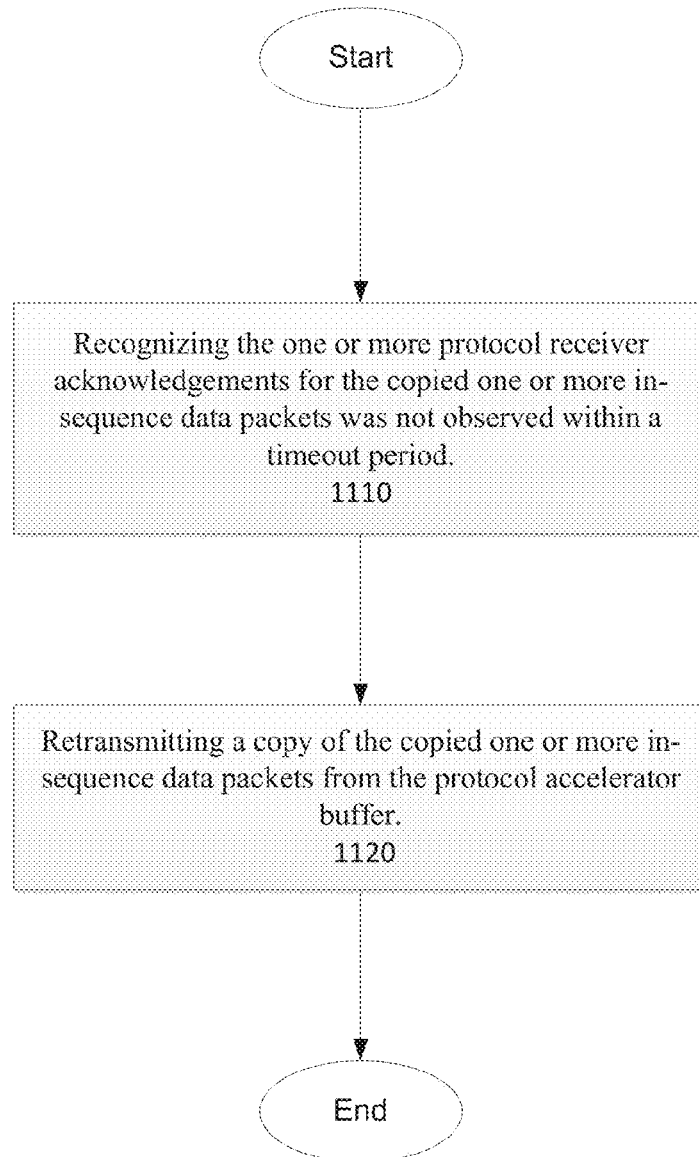 Start
Recognizing the one or more protocol receiver
acknowledgements for the copied one or more in-
sequence data packets was not observed within a
timeout period.
1110
Retransmitting a copy of the copied one or more in-
sequence data packets from the protocol accelerator
buffer.
1120
End